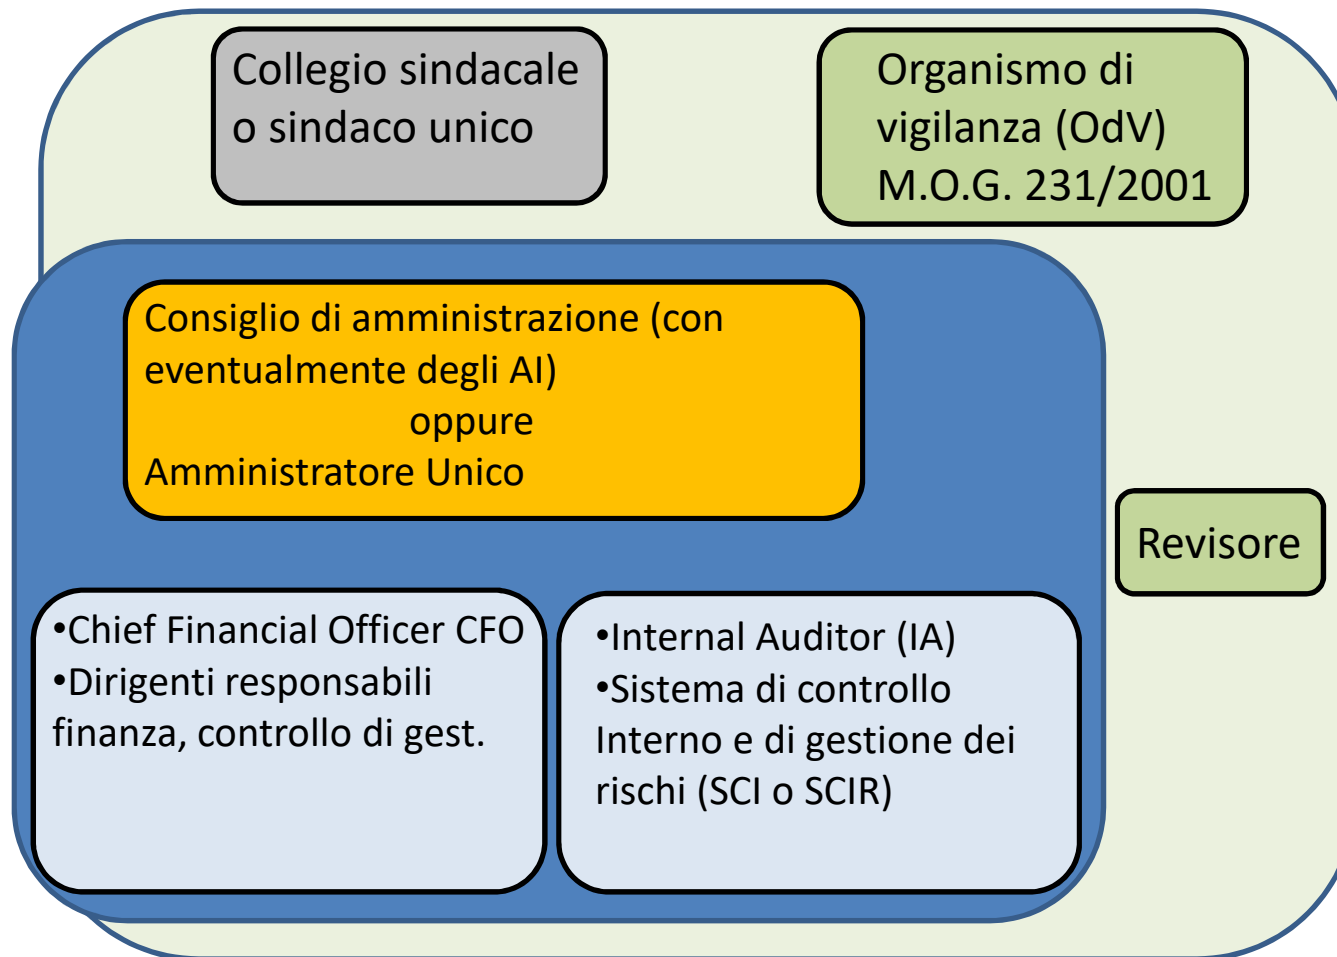 Collegio sindacale
o sindaco unico
Organismo di
vigilanza (OdV)
M.O.G. 231/2001
Consiglio di amministrazione (con
eventualmente degli AI)
oppure
Amministratore Unico
Revisore
•Chief Financial Officer CFO
•Dirigenti responsabili
finanza, controllo di gest.
•Internal Auditor (IA)
•Sistema di controllo
Interno e di gestione dei
rischi (SCI o SCIR)